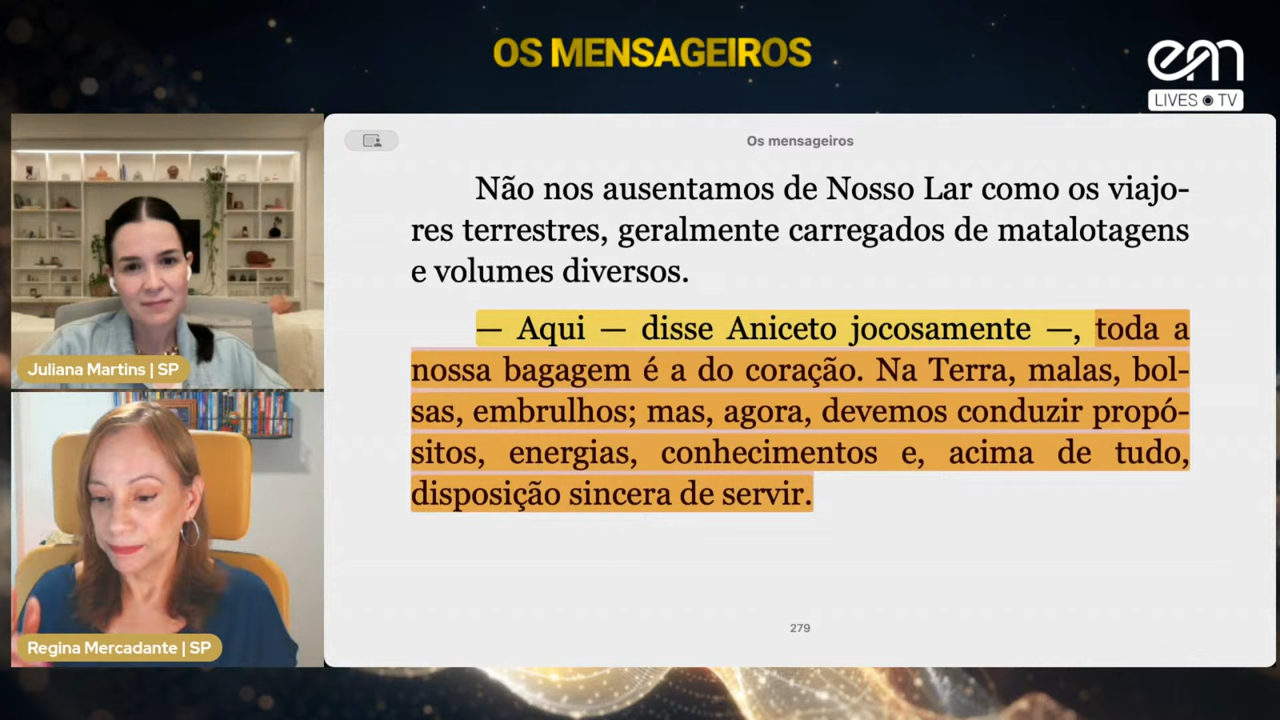 OS MENSAGEIROS
em
LIVES TV
Os mensageiros
Não nos ausentamos de Nosso Lar como os viajo-
res terrestres, geralmente carregados de matalotagens
e volumes diversos.
— Aqui — disse Aniceto jocosamente —, toda a
nossa bagagem é a do coração. Na Terra, malas, bol-
sas, embrulhos; mas, agora, devemos conduzir propó-
sitos, energias, conhecimentos e, acima de tudo,
disposição sincera de servir.
279
Juliana Martins | SP
Regina Mercadante | SP